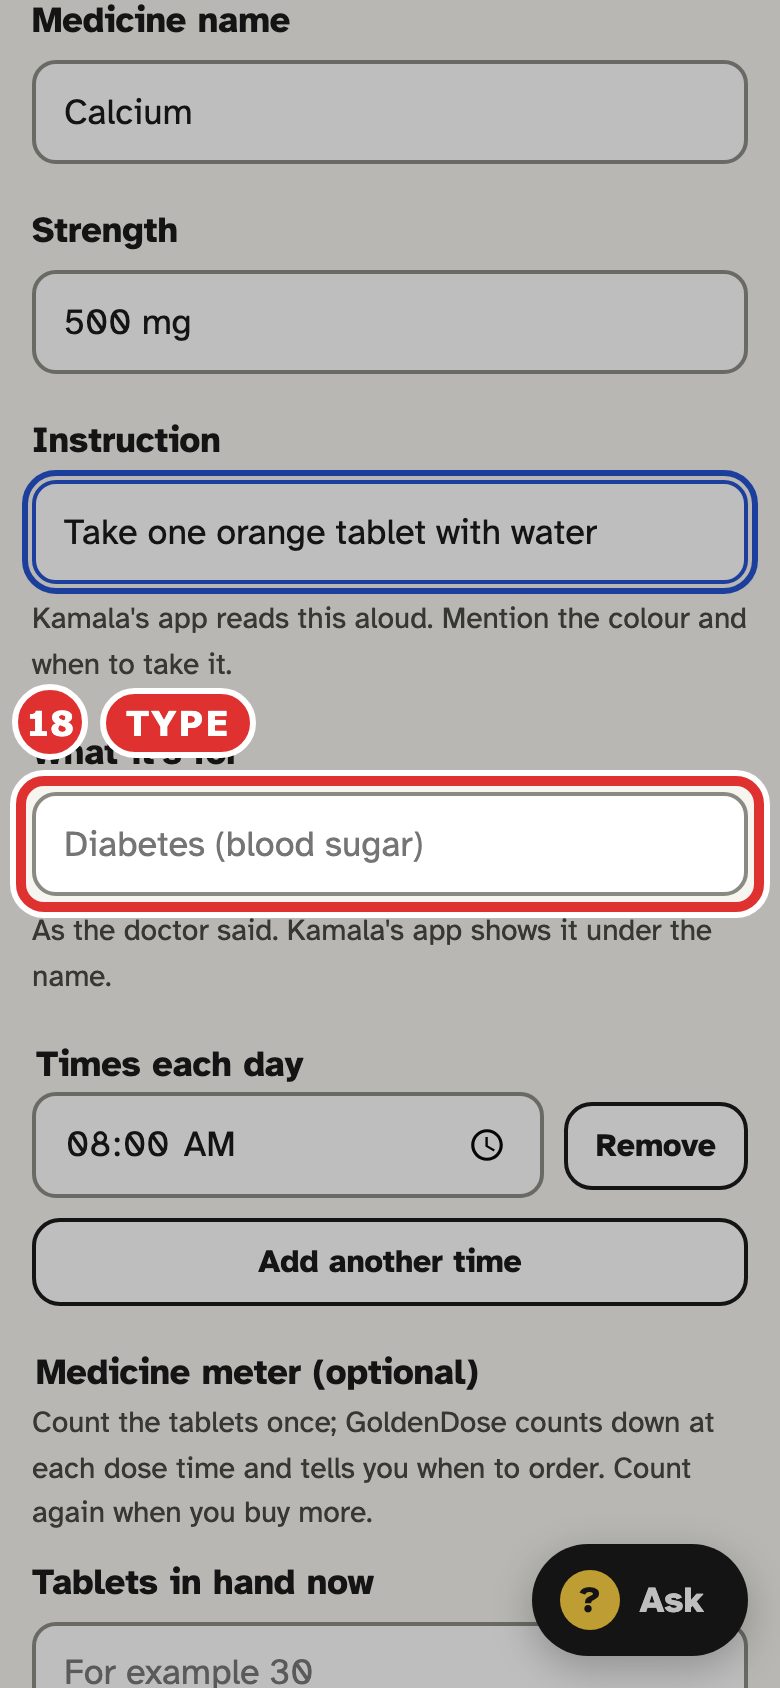 Medicine name
Calcium
Strength
500 mg
Instruction
Take one orange tablet with water
Kamala's app reads this aloud. Mention the colour and
when to take it.
18 TYPE
What it's for
Diabetes (blood sugar)
As the doctor said. Kamala's app shows it under the
name.
Times each day
08:00 AM
Remove
Add another time
Medicine meter (optional)
Count the tablets once; GoldenDose counts down at
each dose time and tells you when to order. Count
again when you buy more.
Tablets in hand now
? Ask
For example 30